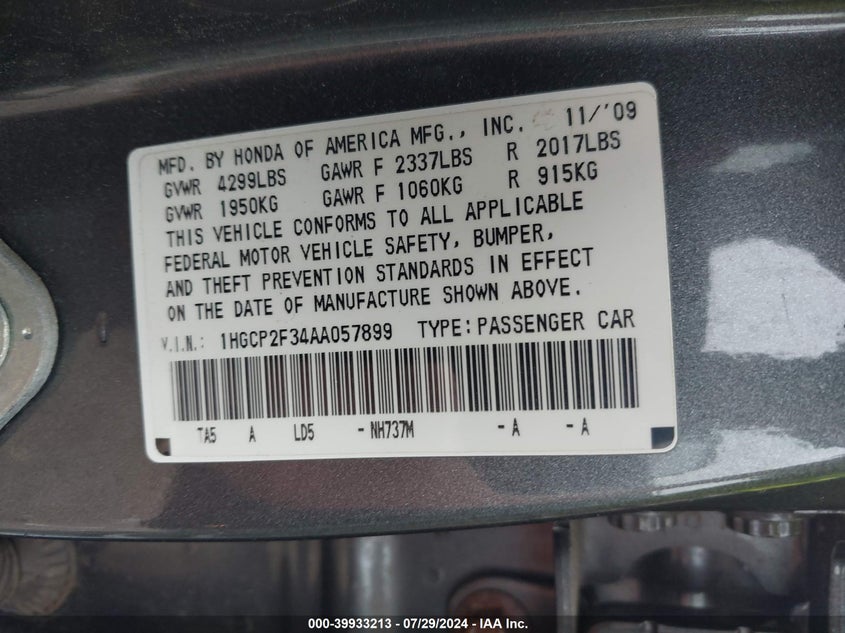 MFD. BY HONDA OF AMERICA MFG., INC. 11/'09
GVWR 4299LBS GAWR F 2337LBS R 2017LBS
GVWR 1950KG GAWR F 1060KG R 915KG
THIS VEHICLE CONFORMS TO ALL APPLICABLE
FEDERAL MOTOR VEHICLE SAFETY, BUMPER,
AND THEFT PREVENTION STANDARDS IN EFFECT
ON THE DATE OF MANUFACTURE SHOWN ABOVE.
V.I.N.: 1HGCP2F34AA057899 TYPE: PASSENGER CAR
TA5 A LD5 -NH737M -A -A
000-39933213 - 07/29/2024 - IAA Inc.